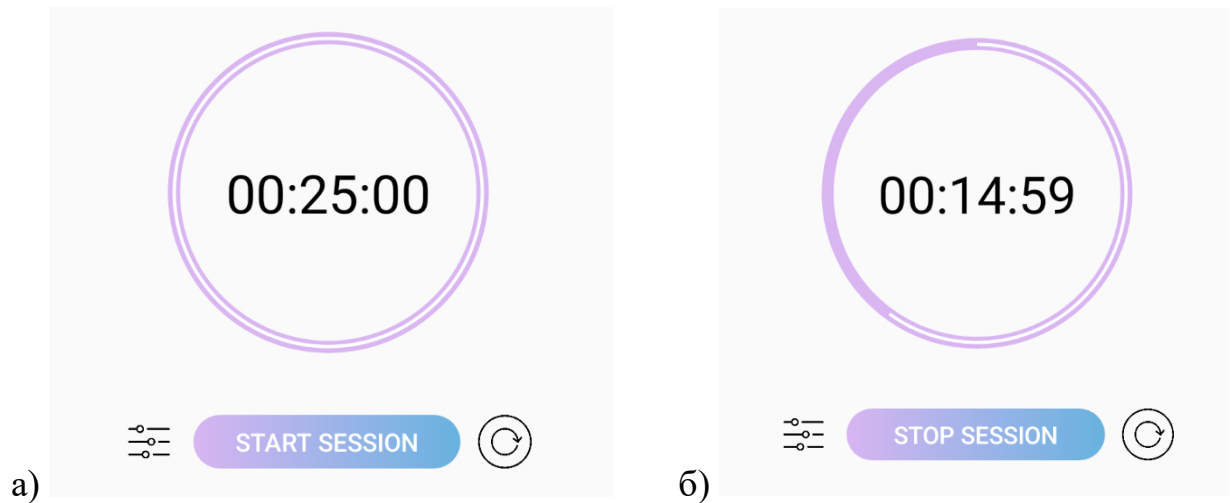 00:25:00
START SESSION
а)
00:14:59
STOP SESSION
б)